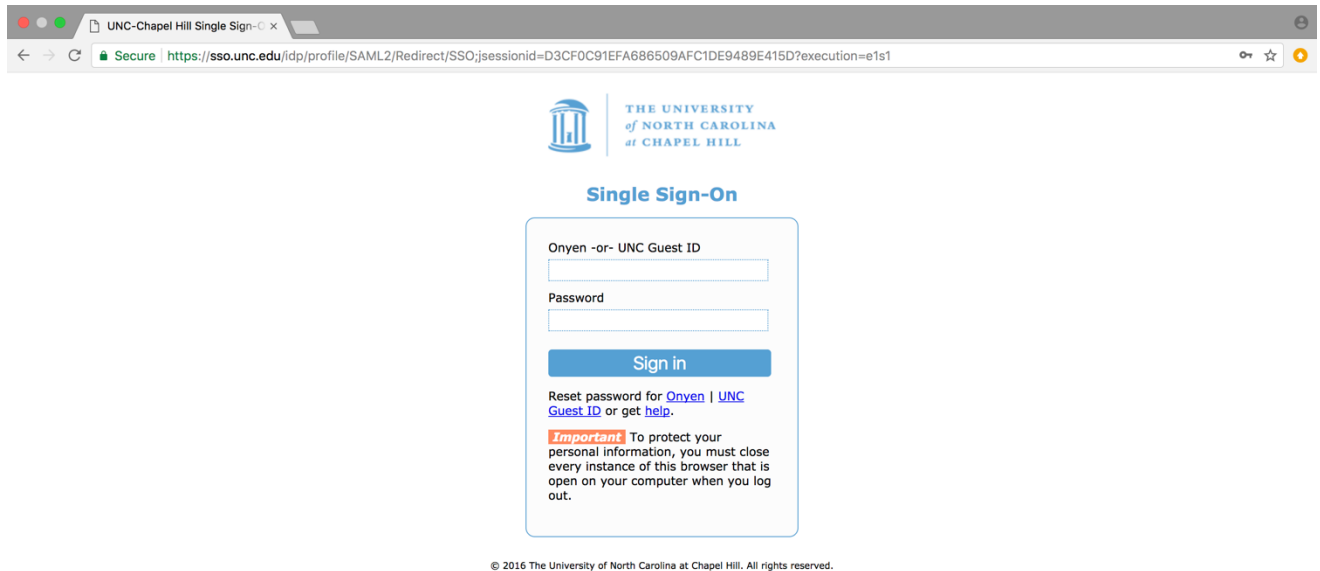 UNC-Chapel Hill Single Sign-O
Secure https://sso.unc.edu/idp/profile/SAML2/Redirect/SSO;jsessionid=D3CF0C91EFA686509AFC1DE9489E415D?execution=e1s1
THE UNIVERSITY
of NORTH CAROLINA
at CHAPEL HILL
Single Sign-On
Onyen -or- UNC Guest ID
Password
Sign in
Reset password for Onyen | UNC
Guest ID or get help.
Important To protect your
personal information, you must close
every instance of this browser that is
open on your computer when you log
out.
© 2016 The University of North Carolina at Chapel Hill. All rights reserved.